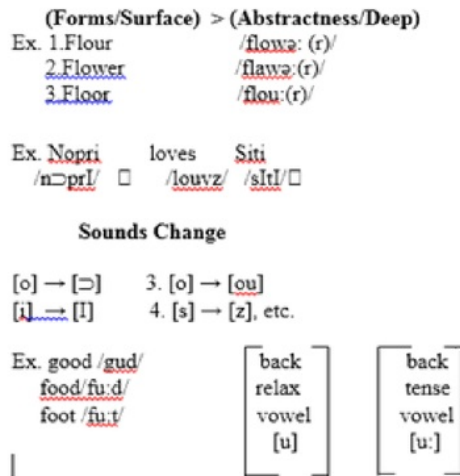 (Forms/Surface) > (Abstractness/Deep)
Ex. 1.Flour /flowə: (r)/
2.Flower /flawə:(r)/
3.Floor /flou:(r)/
Ex. Nopri loves Siti
/n⊃prI/ □ /louvz/ /sItI/□
Sounds Change
[o] → [⊃] 3. [o] → [ou]
[i] → [I] 4. [s] → [z], etc.
Ex. good /gud/ back back
food/fu:d/ relax tense
foot /fu:t/ vowel vowel
[u] [u:]